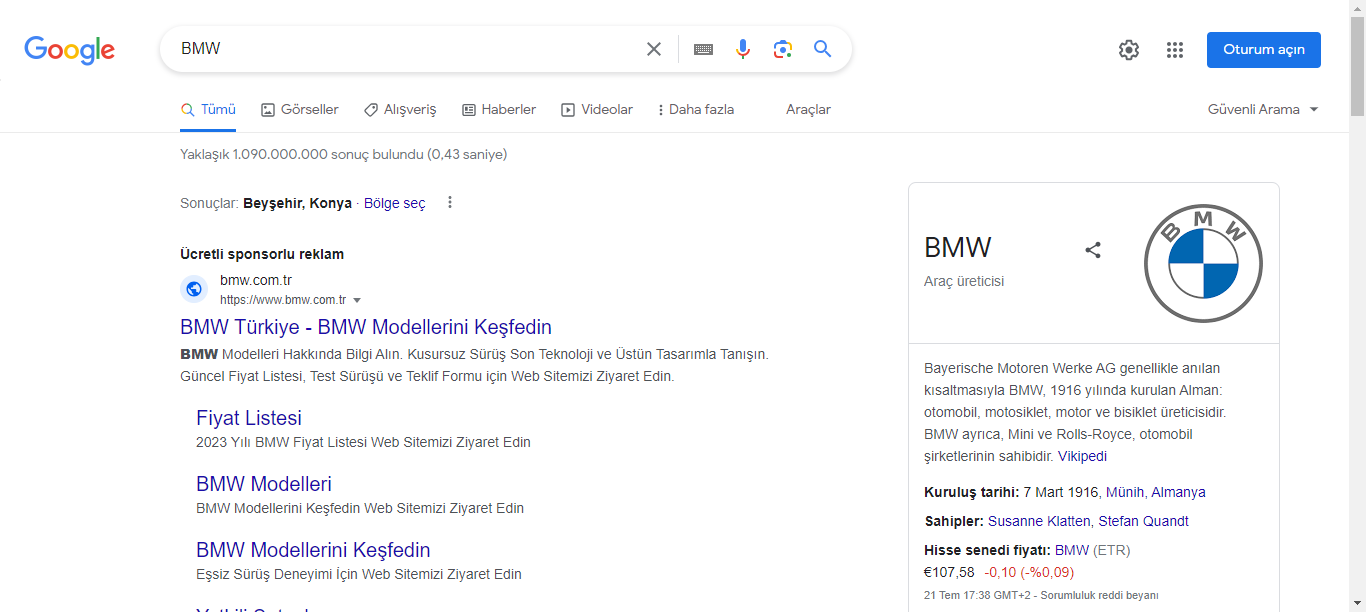 Google
BMW
Oturum açın
Tümü
Görseller
Alışveriş
Haberler
Videolar
Daha fazla
Araçlar
Güvenli Arama
Yaklaşık 1.090.000.000 sonuç bulundu (0,43 saniye)
Sonuçlar: Beyşehir, Konya · Bölge seç
Ücretli sponsorlu reklam
bmw.com.tr
https://www.bmw.com.tr
BMW Türkiye - BMW Modellerini Keşfedin
BMW Modelleri Hakkında Bilgi Alın. Kusursuz Sürüş Son Teknoloji ve Üstün Tasarımla Tanışın.
Güncel Fiyat Listesi, Test Sürüşü ve Teklif Formu için Web Sitemizi Ziyaret Edin.
Fiyat Listesi
2023 Yılı BMW Fiyat Listesi Web Sitemizi Ziyaret Edin
BMW Modelleri
BMW Modellerini Keşfedin Web Sitemizi Ziyaret Edin
BMW Modellerini Keşfedin
Eşsiz Sürüş Deneyimi İçin Web Sitemizi Ziyaret Edin
BMW
Araç üreticisi
BMW
Bayerische Motoren Werke AG genellikle anılan
kısaltmasıyla BMW, 1916 yılında kurulan Alman:
otomobil, motosiklet, motor ve bisiklet üreticisidir.
BMW ayrıca, Mini ve Rolls-Royce, otomobil
şirketlerinin sahibidir. Vikipedi
Kuruluş tarihi: 7 Mart 1916, Münih, Almanya
Sahipler: Susanne Klatten, Stefan Quandt
Hisse senedi fiyatı: BMW (ETR)
€107,58 -0,10 (-%0,09)
21 Tem 17:38 GMT+2 - Sorumluluk reddi beyanı